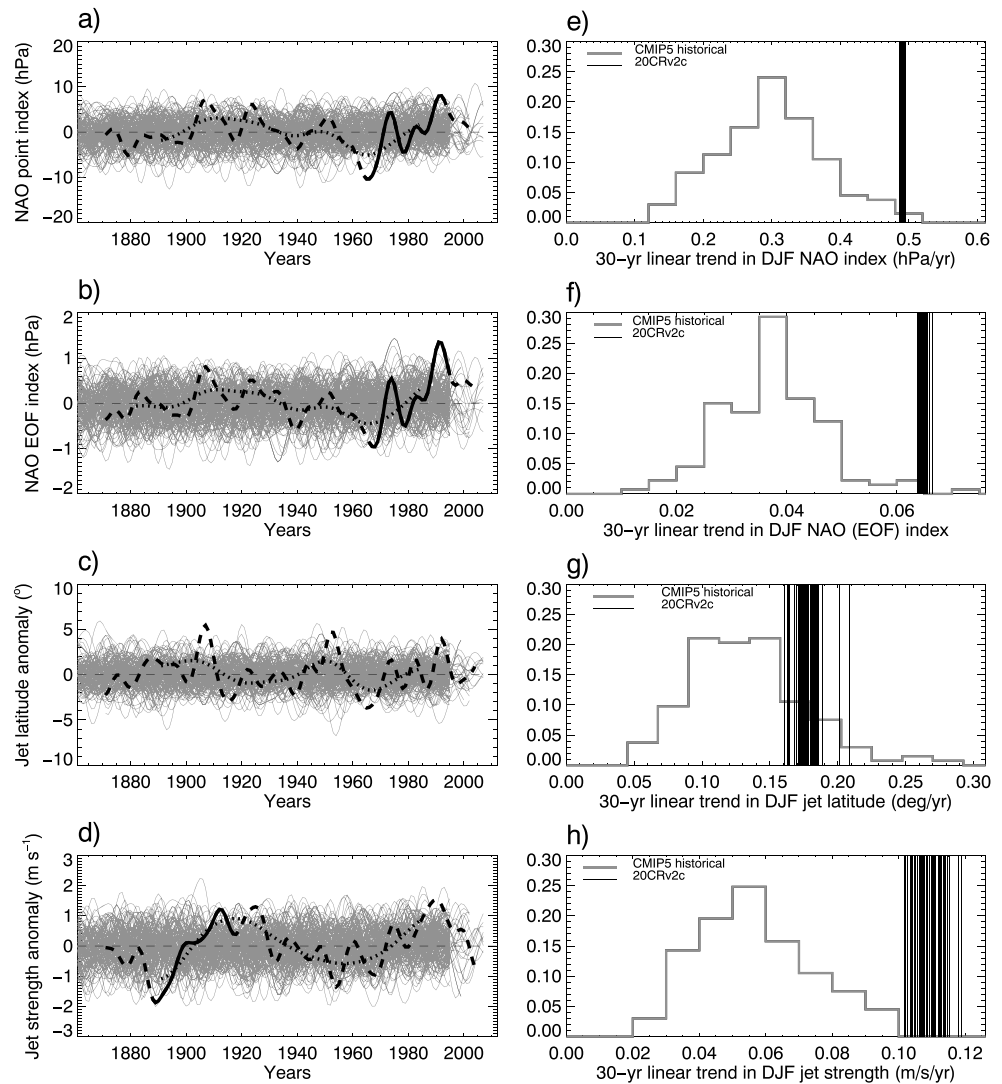 a)
NAO point index (hPa)
20
10
0
−10
−20
1880 1900 1920 1940 1960 1980 2000
Years
e)
0.30
0.25
0.20
0.15
0.10
0.05
0.00
CMIP5 historical
20CRv2c
0.0 0.1 0.2 0.3 0.4 0.5 0.6
30-yr linear trend in DJF NAO index (hPa/yr)
b)
NAO EOF index (hPa)
2
1
0
−1
−2
1880 1900 1920 1940 1960 1980 2000
Years
f)
0.30
0.25
0.20
0.15
0.10
0.05
0.00
CMIP5 historical
20CRv2c
0.00 0.02 0.04 0.06
30-yr linear trend in DJF NAO (EOF) index
c)
Jet latitude anomaly (°)
10
5
0
−5
−10
1880 1900 1920 1940 1960 1980 2000
Years
g)
0.30
0.25
0.20
0.15
0.10
0.05
0.00
CMIP5 historical
20CRv2c
0.00 0.05 0.10 0.15 0.20 0.25 0.30
30-yr linear trend in DJF jet latitude (deg/yr)
d)
Jet strength anomaly (m s⁻¹)
3
2
1
0
−1
−2
−3
1880 1900 1920 1940 1960 1980 2000
Years
h)
0.30
0.25
0.20
0.15
0.10
0.05
0.00
CMIP5 historical
20CRv2c
0.00 0.02 0.04 0.06 0.08 0.10 0.12
30-yr linear trend in DJF jet strength (m/s/yr)